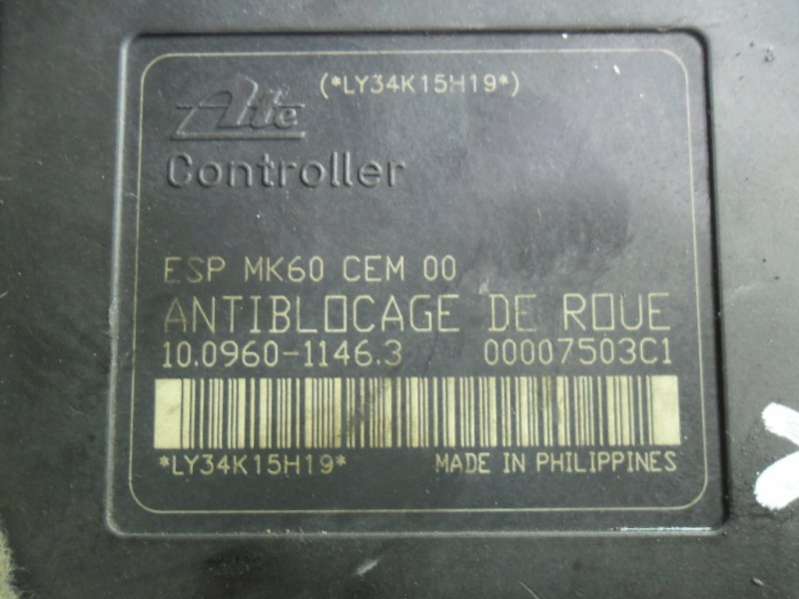 (*LY34K15H19*)
Ate
Controller
ESP MK60 CEM 00
ANTIBLOCAGE DE ROUE
10.0960-1146.3 00007503C1
*LY34K15H19* MADE IN PHILIPPINES